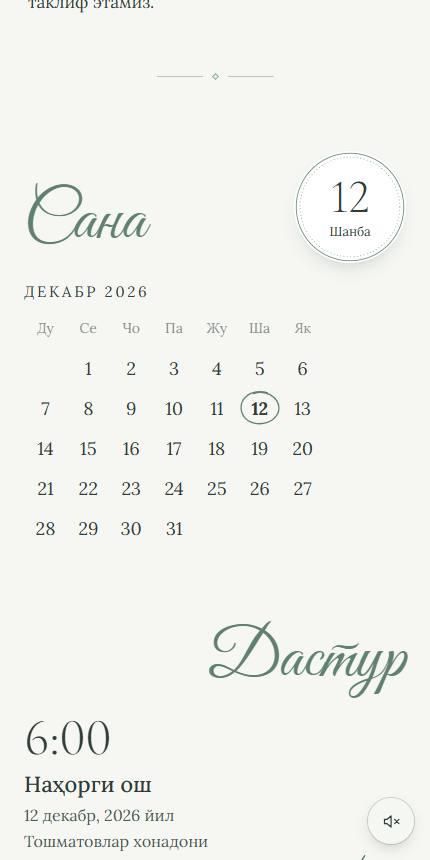 таклиф этамиз.
Сана
12
Шанба
ДЕКАБР 2026
Ду Се Чо Па Жу Ша Як
1 2 3 4 5 6
7 8 9 10 11 12 13
14 15 16 17 18 19 20
21 22 23 24 25 26 27
28 29 30 31
Дастур
6:00
Наҳорги ош
12 декабр, 2026 йил
Тошматовлар хонадони